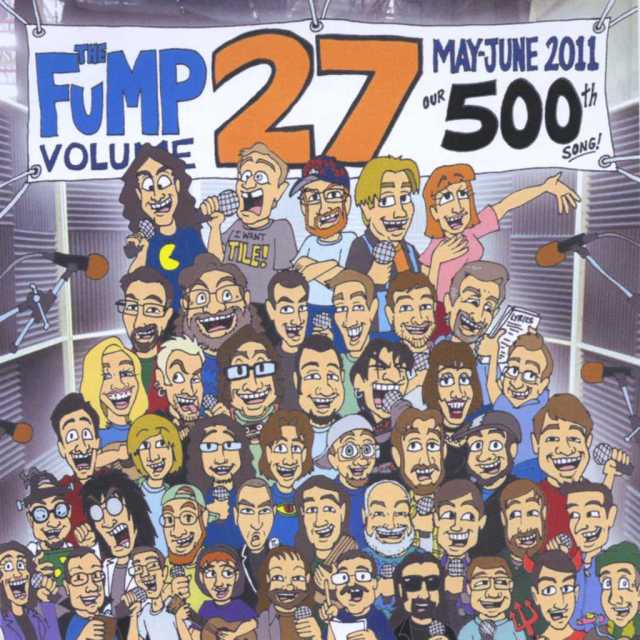 THE
FuMP
VOLUME
27
MAY-JUNE 2011
OUR
500th
SONG!
I WANT
TILE!
LYRICS